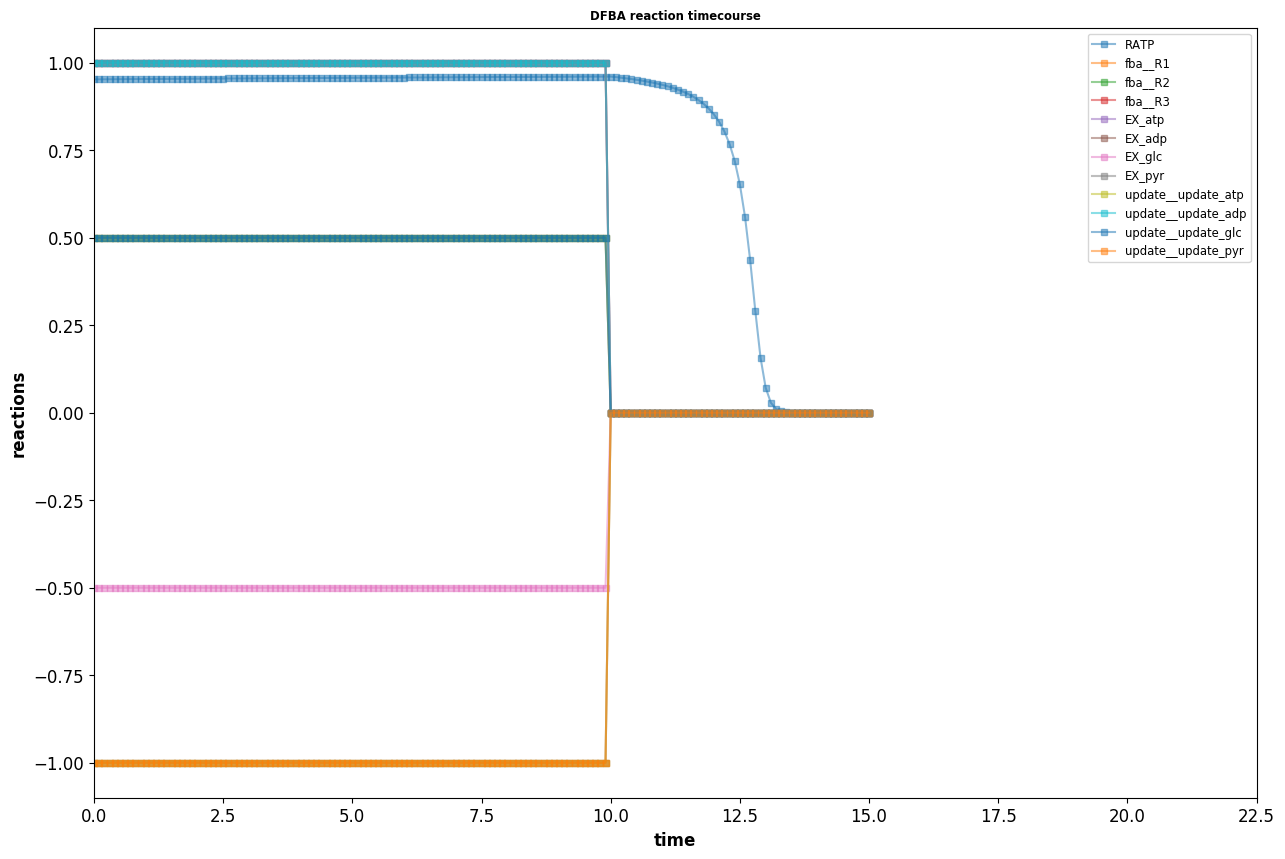 DFBA reaction timecourse
RATP
fba__R1
fba__R2
fba__R3
EX_atp
EX_adp
EX_glc
EX_pyr
update__update_atp
update__update_adp
update__update_glc
update__update_pyr
reactions
1.00
0.75
0.50
0.25
0.00
−0.25
−0.50
−0.75
−1.00
0.0 2.5 5.0 7.5 10.0 12.5 15.0 17.5 20.0 22.5
time